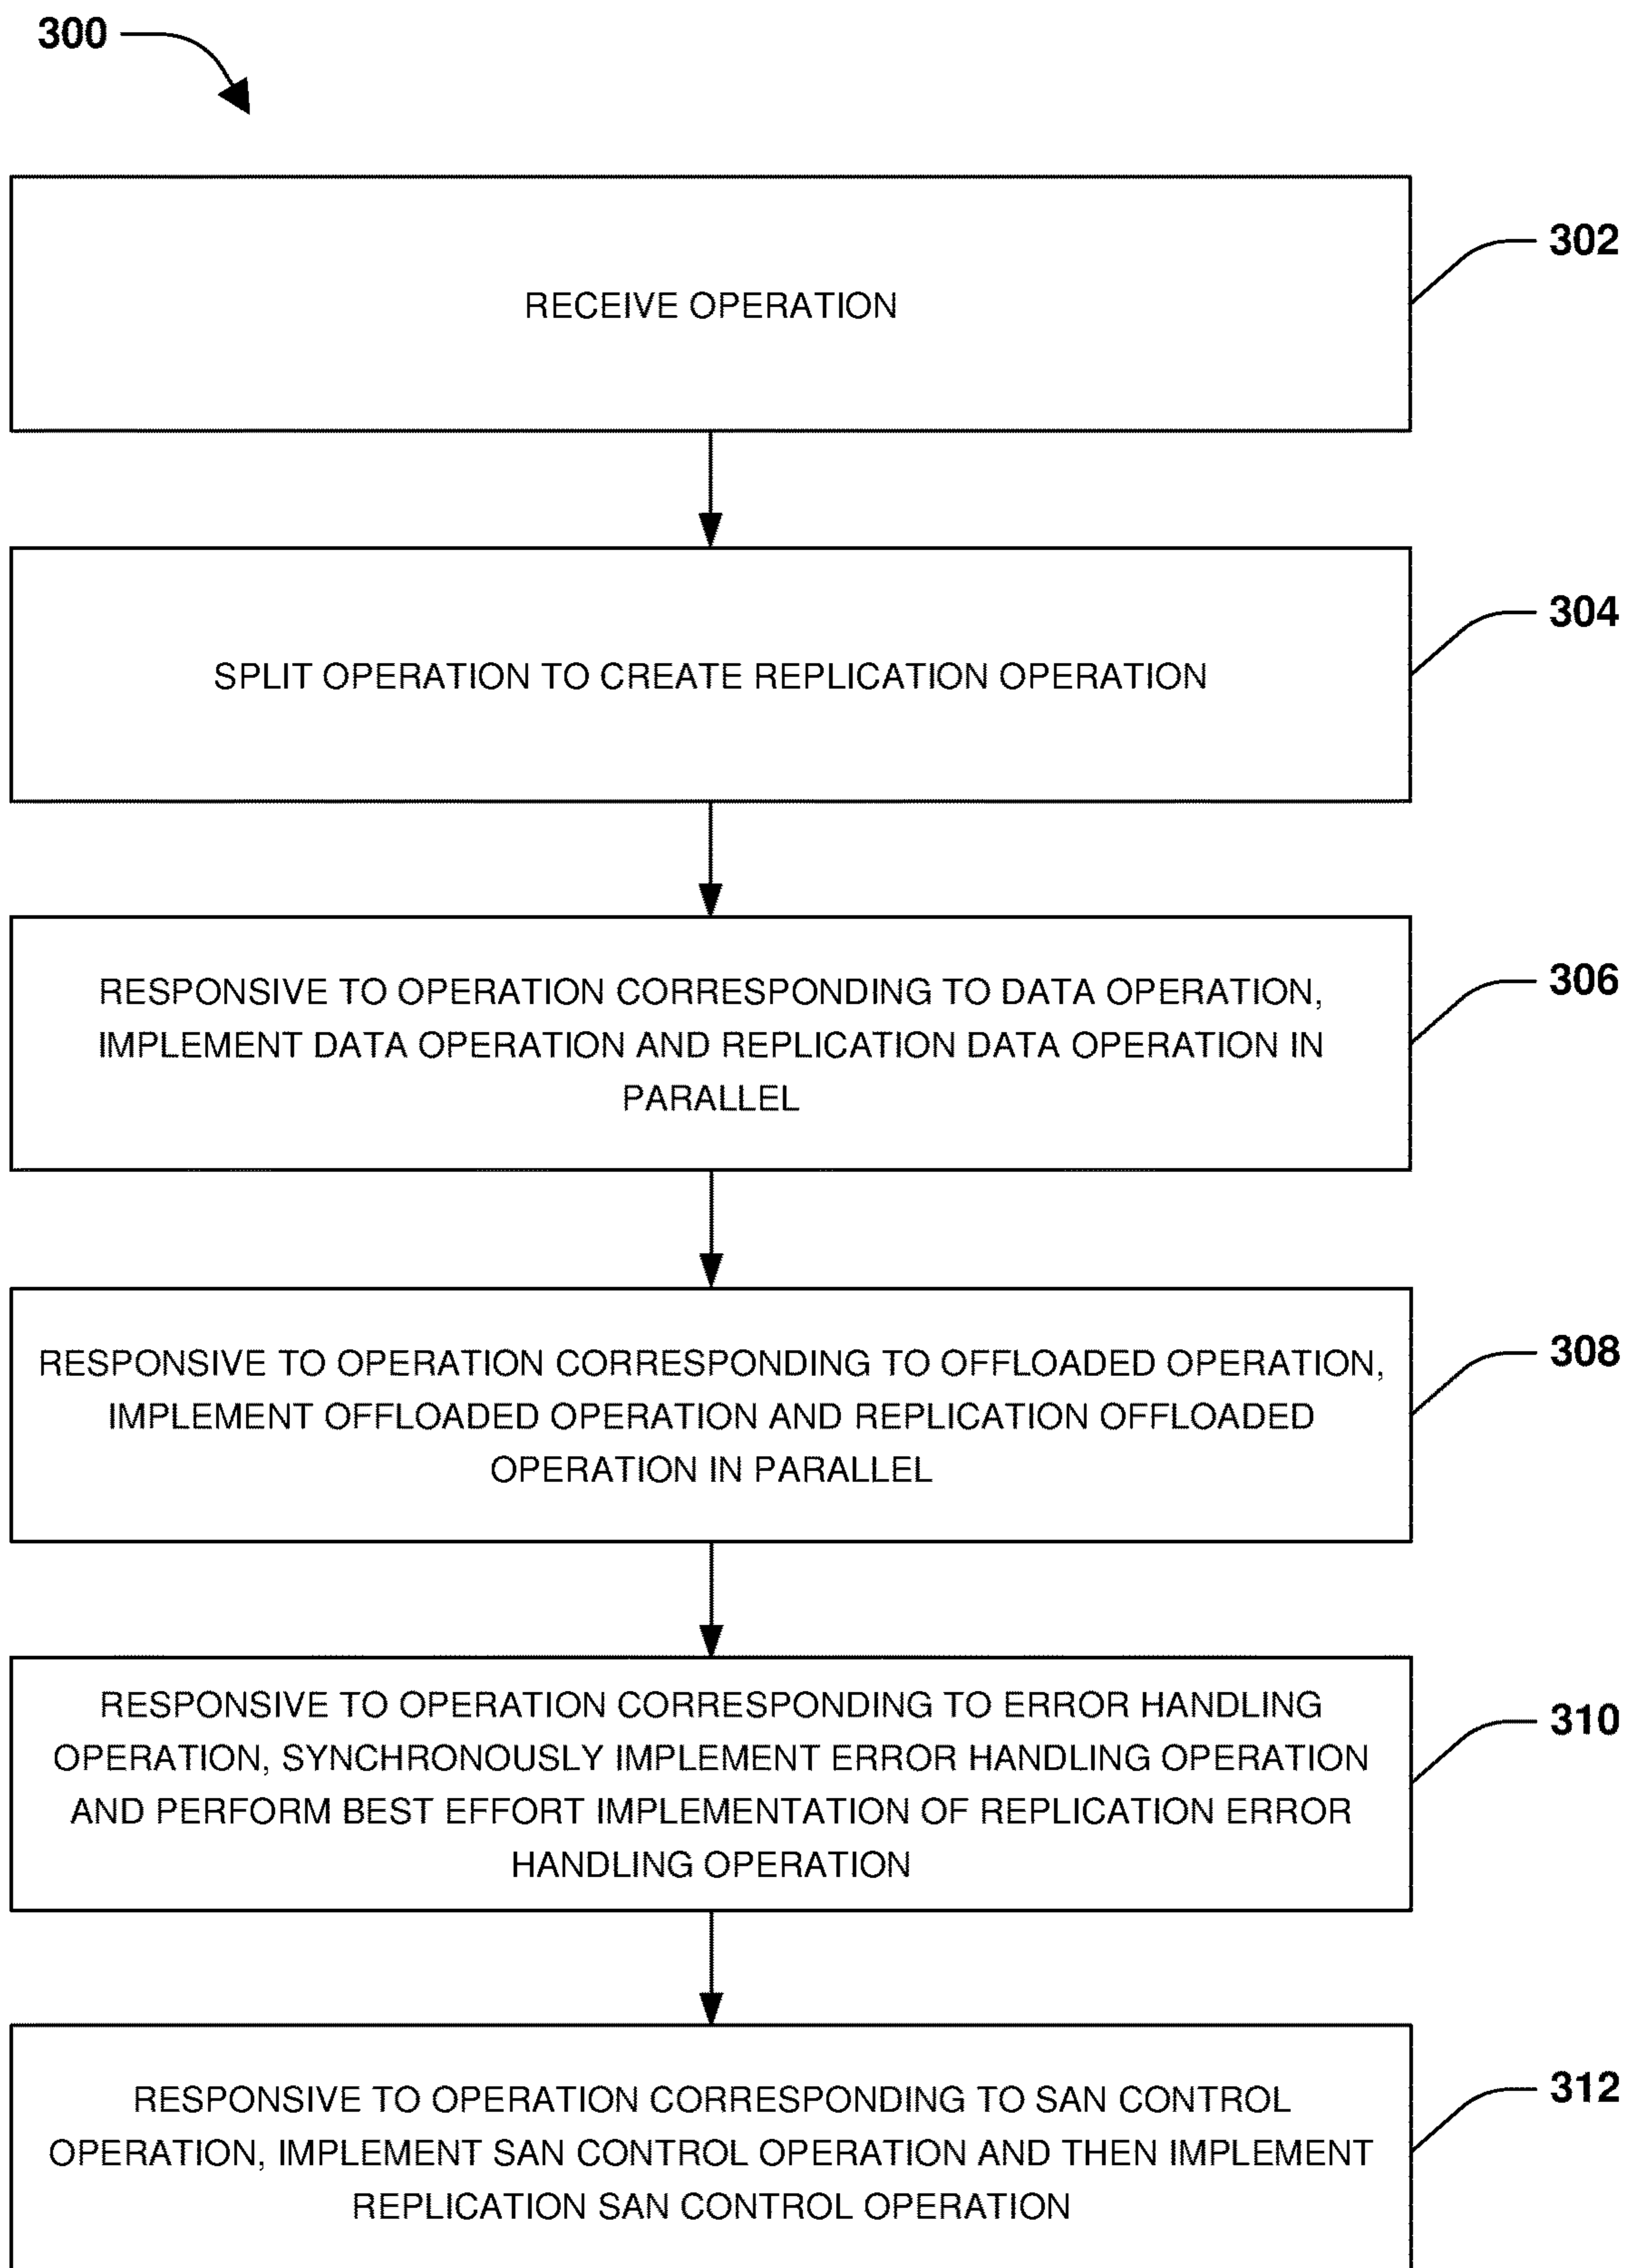 300
RECEIVE OPERATION
302
SPLIT OPERATION TO CREATE REPLICATION OPERATION
304
RESPONSIVE TO OPERATION CORRESPONDING TO DATA OPERATION,
IMPLEMENT DATA OPERATION AND REPLICATION DATA OPERATION IN
PARALLEL
306
RESPONSIVE TO OPERATION CORRESPONDING TO OFFLOADED OPERATION,
IMPLEMENT OFFLOADED OPERATION AND REPLICATION OFFLOADED
OPERATION IN PARALLEL
308
RESPONSIVE TO OPERATION CORRESPONDING TO ERROR HANDLING
OPERATION, SYNCHRONOUSLY IMPLEMENT ERROR HANDLING OPERATION
AND PERFORM BEST EFFORT IMPLEMENTATION OF REPLICATION ERROR
HANDLING OPERATION
310
RESPONSIVE TO OPERATION CORRESPONDING TO SAN CONTROL
OPERATION, IMPLEMENT SAN CONTROL OPERATION AND THEN IMPLEMENT
REPLICATION SAN CONTROL OPERATION
312